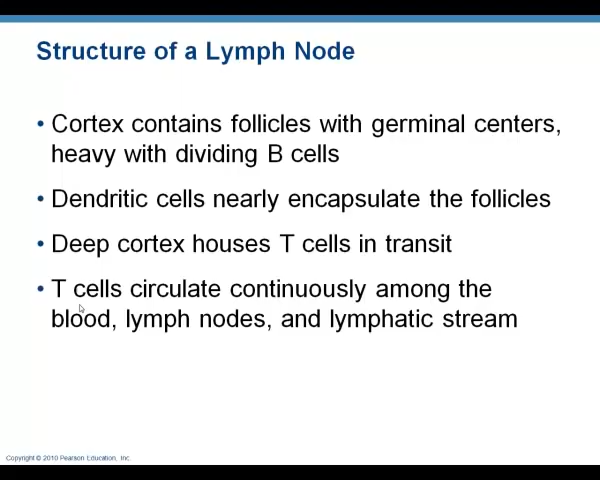 Structure of a Lymph Node
• Cortex contains follicles with germinal centers,
heavy with dividing B cells
• Dendritic cells nearly encapsulate the follicles
• Deep cortex houses T cells in transit
• T cells circulate continuously among the
blood, lymph nodes, and lymphatic stream
Copyright © 2010 Pearson Education, Inc.